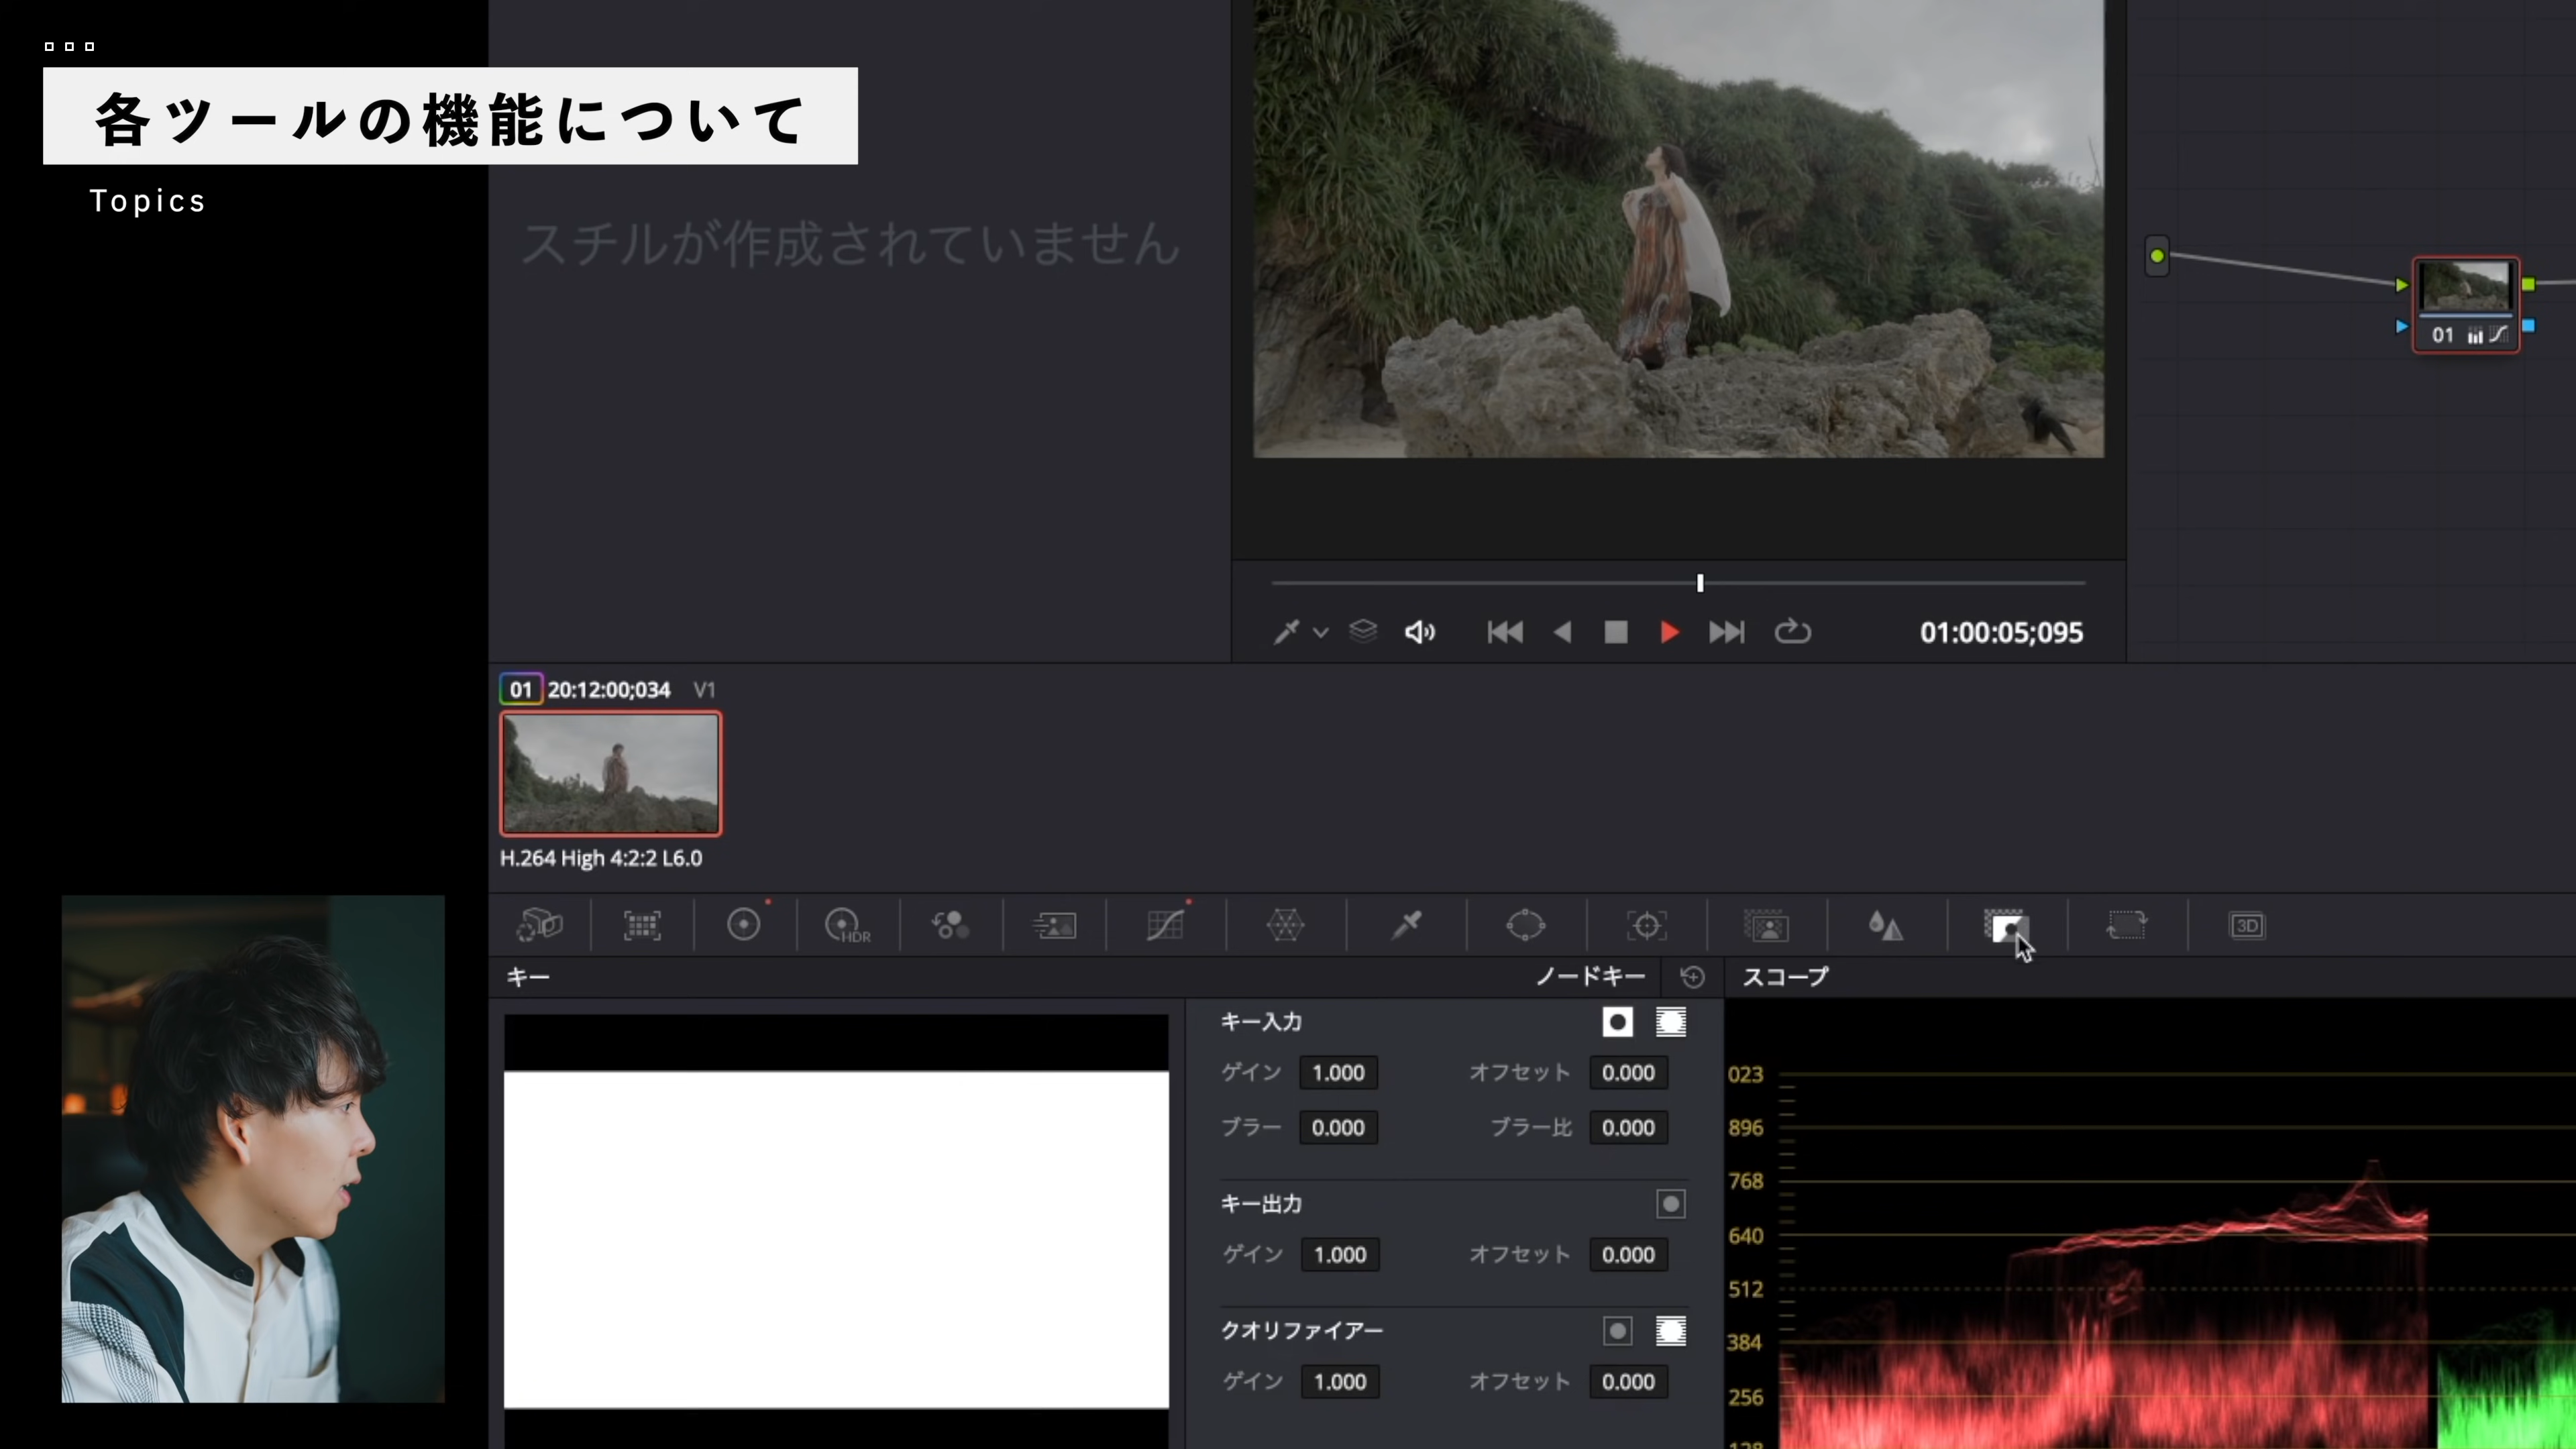 各ツールの機能について
Topics
スチルが作成されていません
01
01:00:05;095
01 20:12:00;034 V1
H.264 High 4:2:2 L6.0
HDR
3D
キー
ノードキー
スコープ
キー入力
ゲイン 1.000 オフセット 0.000
ブラー 0.000 ブラー比 0.000
キー出力
ゲイン 1.000 オフセット 0.000
クオリファイアー
ゲイン 1.000 オフセット 0.000
023
896
768
640
512
384
256